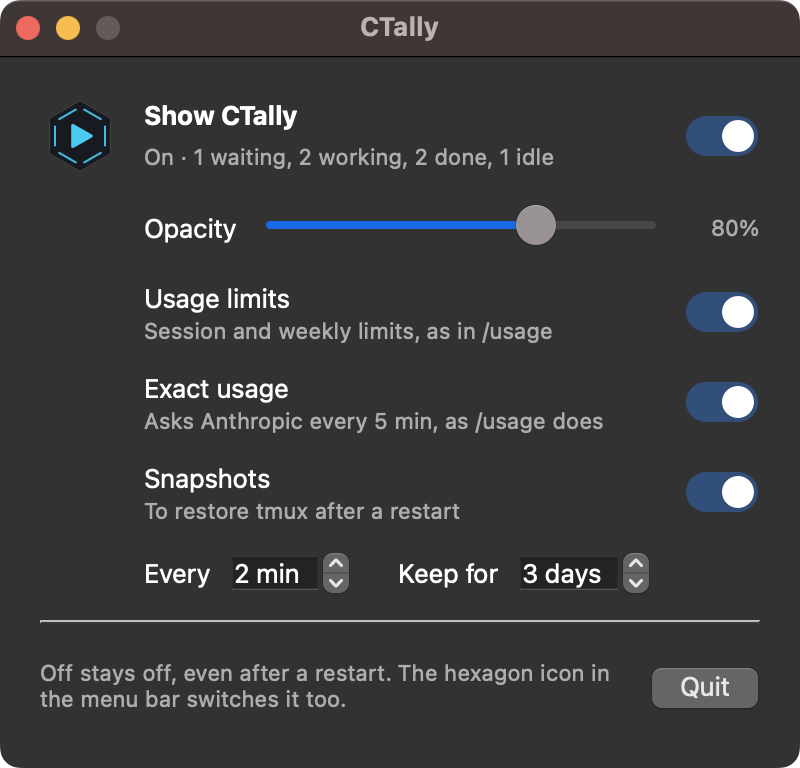 CTally
Show CTally
On · 1 waiting, 2 working, 2 done, 1 idle
Opacity 80%
Usage limits
Session and weekly limits, as in /usage
Exact usage
Asks Anthropic every 5 min, as /usage does
Snapshots
To restore tmux after a restart
Every 2 min Keep for 3 days
Off stays off, even after a restart. The hexagon icon in
the menu bar switches it too.
Quit